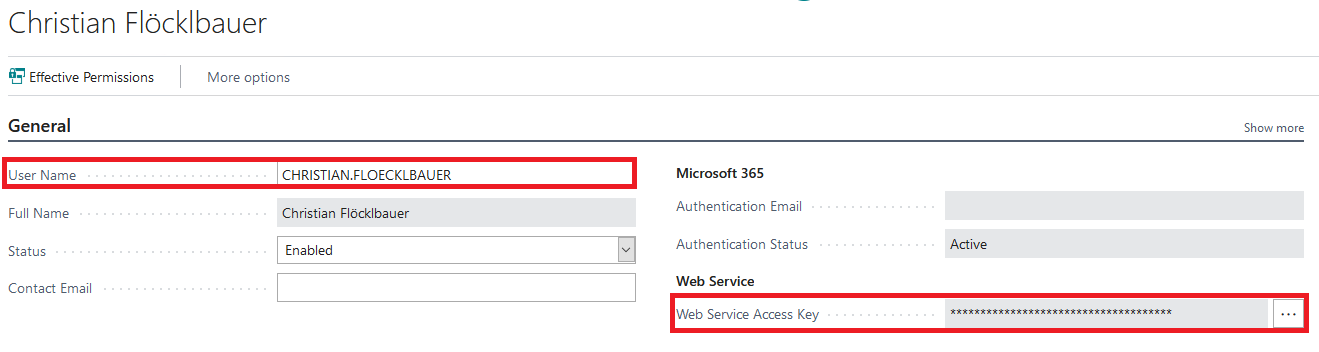 Christian Flöcklbauer
Effective Permissions
More options
General
Show more
User Name
CHRISTIAN.FLOECKLBAUER
Full Name
Christian Flöcklbauer
Status
Enabled
Contact Email
Microsoft 365
Authentication Email
Authentication Status
Active
Web Service
Web Service Access Key
*************************************
...